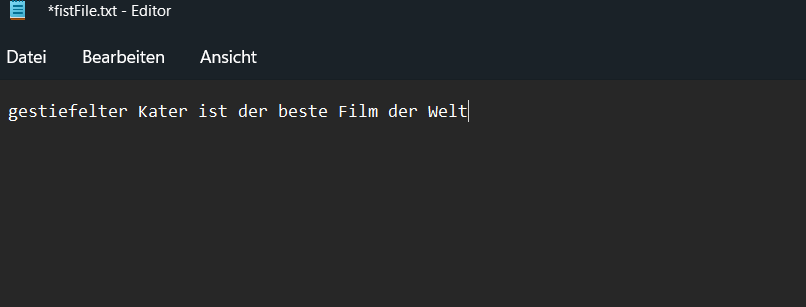 *fistFile.txt - Editor
Datei Bearbeiten Ansicht
gestiefelter Kater ist der beste Film der Welt